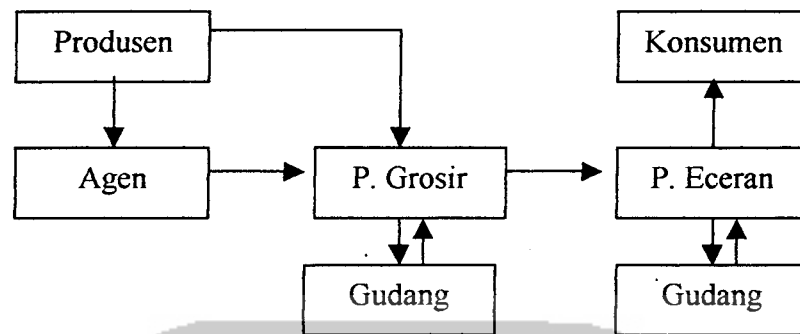 Produsen
Konsumen
Agen
P. Grosir
P. Eceran
Gudang
Gudang